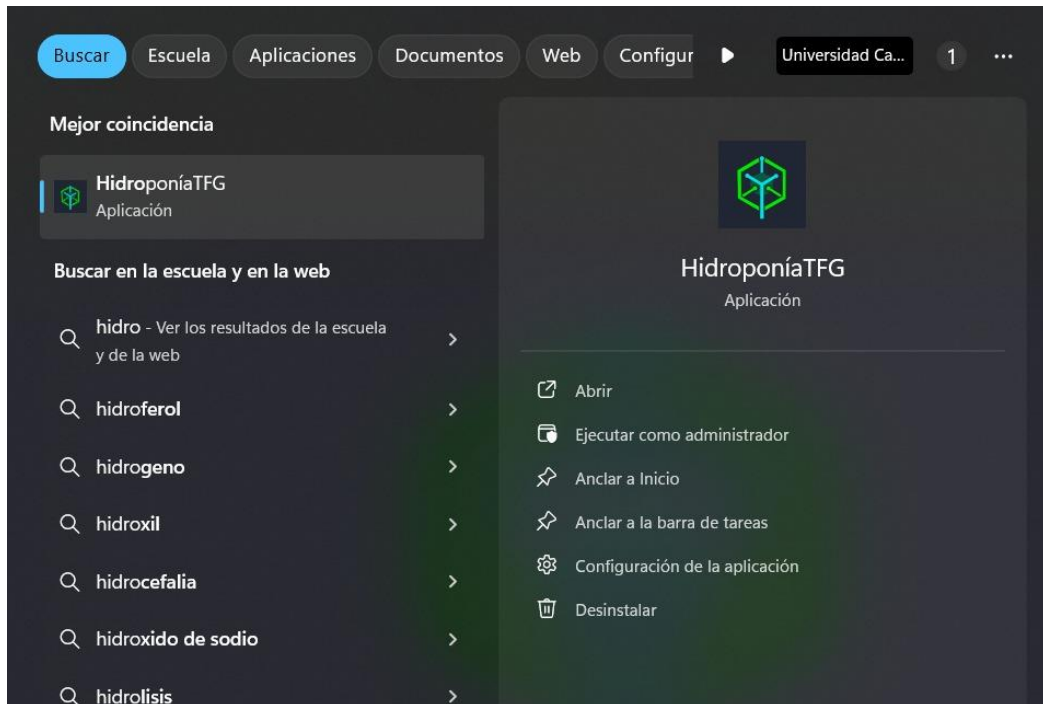 Buscar Escuela Aplicaciones Documentos Web Configur Universidad Ca... 1 ...
Mejor coincidencia
HidroponíaTFG
Aplicación
Buscar en la escuela y en la web
hidro - Ver los resultados de la escuela
y de la web
hidroferol
hidrogeno
hidroxil
hidrocefalia
hidroxido de sodio
hidrolisis
HidroponíaTFG
Aplicación
Abrir
Ejecutar como administrador
Anclar a Inicio
Anclar a la barra de tareas
Configuración de la aplicación
Desinstalar